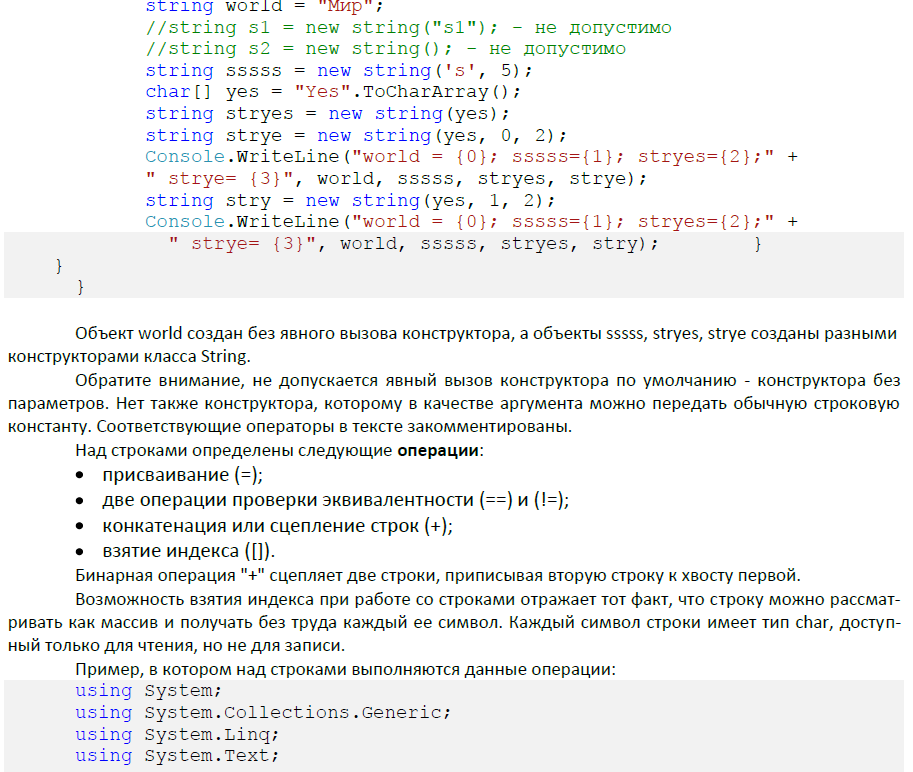 string world = "Мир";
//string s1 = new string("s1"); - не допустимо
//string s2 = new string(); - не допустимо
string sssss = new string('s', 5);
char[] yes = "Yes".ToCharArray();
string stryes = new string(yes);
string strye = new string(yes, 0, 2);
Console.WriteLine("world = {0}; sssss={1}; stryes={2};" +
" strye= {3}", world, sssss, stryes, strye);
string stry = new string(yes, 1, 2);
Console.WriteLine("world = {0}; sssss={1}; stryes={2};" +
" strye= {3}", world, sssss, stryes, stry); }
}
}
Объект world создан без явного вызова конструктора, а объекты sssss, stryes, strye созданы разными
конструкторами класса String.
Обратите внимание, не допускается явный вызов конструктора по умолчанию - конструктора без
параметров. Нет также конструктора, которому в качестве аргумента можно передать обычную строковую
константу. Соответствующие операторы в тексте закомментированы.
Над строками определены следующие операции:
• присваивание (=);
• две операции проверки эквивалентности (==) и (!=);
• конкатенация или сцепление строк (+);
• взятие индекса ([]).
Бинарная операция "+" сцепляет две строки, приписывая вторую строку к хвосту первой.
Возможность взятия индекса при работе со строками отражает тот факт, что строку можно рассмат-
ривать как массив и получать без труда каждый ее символ. Каждый символ строки имеет тип char, доступ-
ный только для чтения, но не для записи.
Пример, в котором над строками выполняются данные операции:
using System;
using System.Collections.Generic;
using System.Linq;
using System.Text;